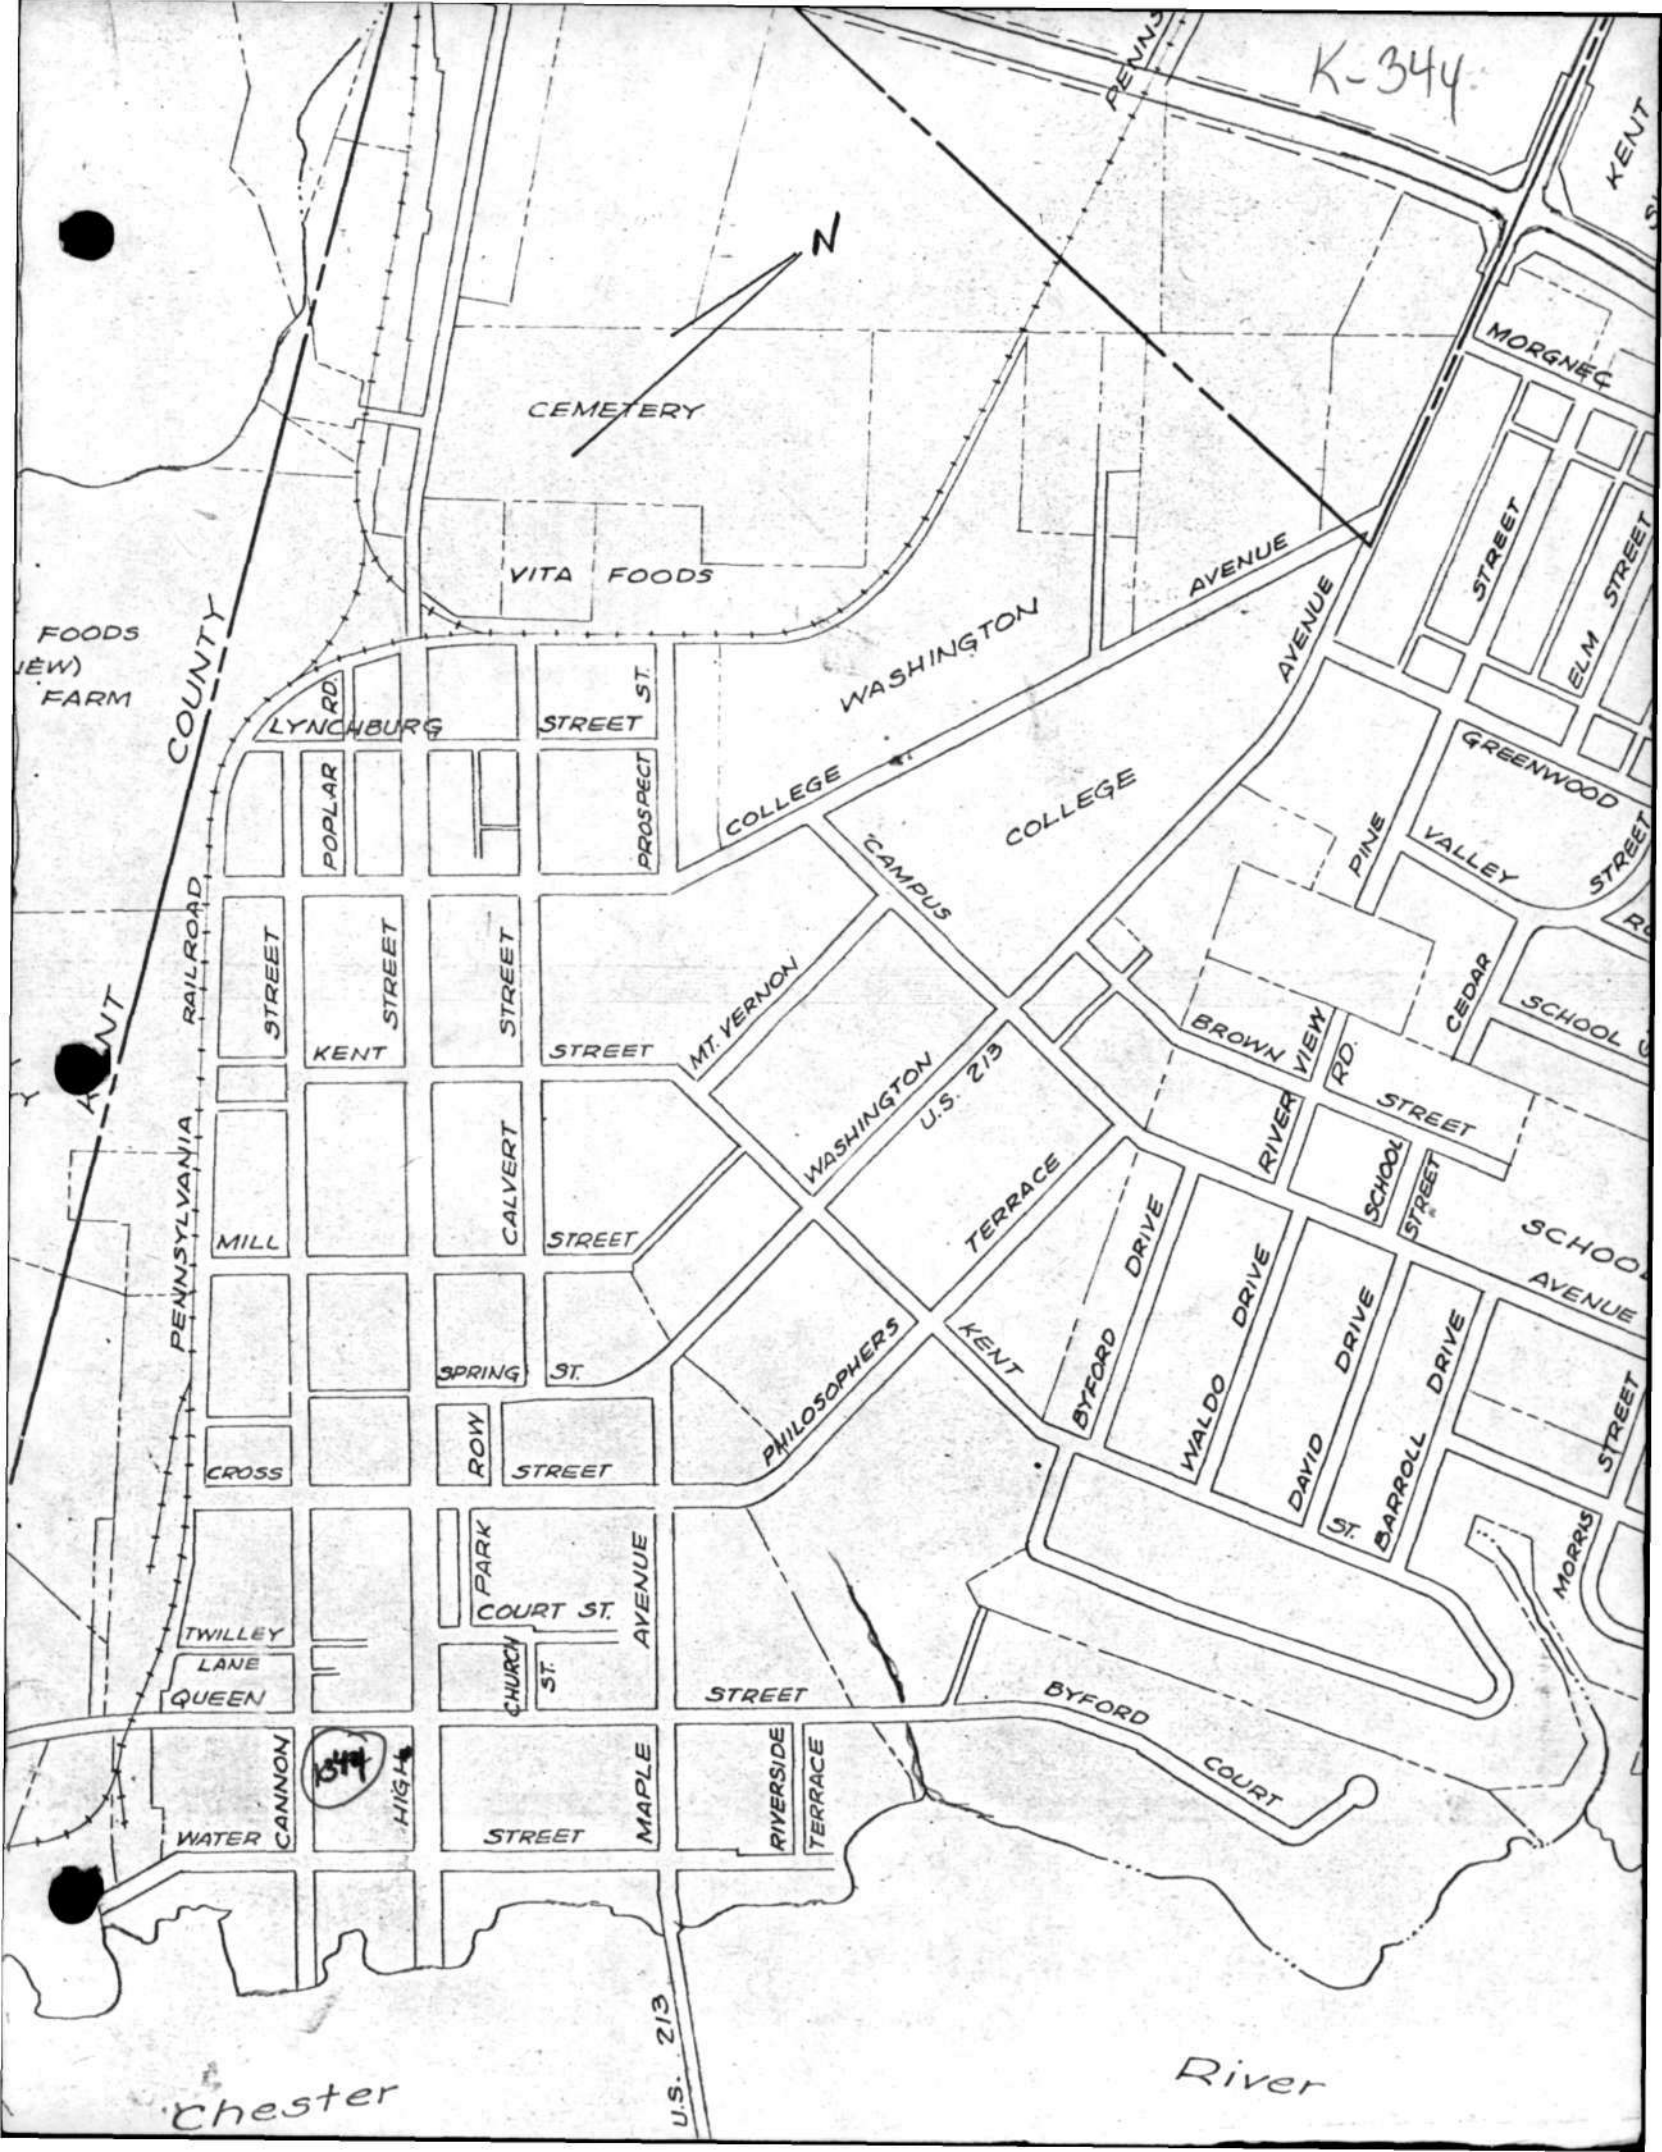 K-344
PENNS
KENT
N
MORGNEC
CEMETERY
STREET
STREET
ELM
AVENUE
VITA FOODS
AVENUE
WASHINGTON
FOODS
FARM
COUNTY
RD.
ST.
LYNCHBURG STREET
GREENWOOD
COLLEGE
COLLEGE
POPLAR
PROSPECT
PINE
VALLEY
STREET
CAMPUS
RAILROAD
STREET
STREET
STREET
MT. VERNON
CEDAR
SCHOOL
BROWN
VIEW
RD.
KENT STREET
WASHINGTON
U.S. 213
STREET
RIVER
SCHOOL
STREET
PENNSYLVANIA
CALVERT
TERRACE
MILL STREET
DRIVE
DRIVE
DRIVE
DRIVE
AVENUE
SPRING ST.
PHILOSOPHERS
KENT
BYFORD
WALDO
DAVID
ST.
BARROLL
STREET
ROW
CROSS STREET
MORRIS
PARK
COURT ST.
AVENUE
TWILLEY
LANE
CHURCH
ST.
QUEEN STREET
BYFORD
COURT
CANNON
344
HIGH
MAPLE
RIVERSIDE
TERRACE
WATER STREET
U.S. 213
Chester River